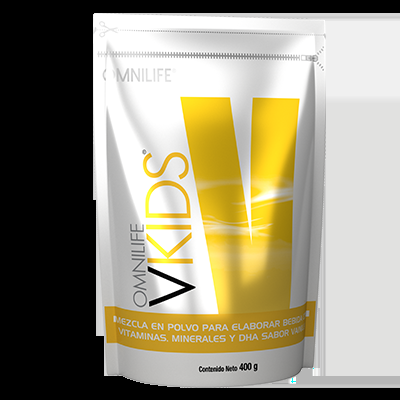 OMNILIFE
OMNILIFE
VKIDS®
MEZCLA EN POLVO PARA ELABORAR
VITAMINAS, MINERALES Y DHA SABOR
Contenido Neto 400 g